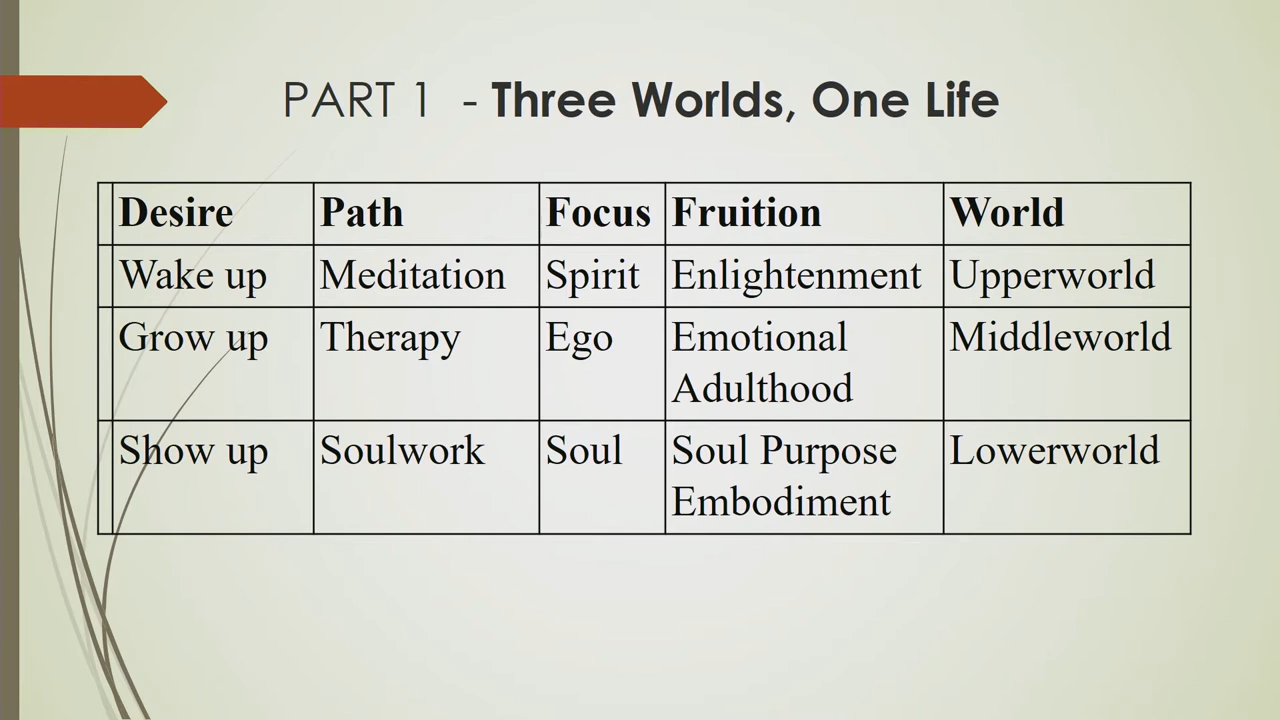 PART 1 - Three Worlds, One Life
Desire Path Focus Fruition World
Wake up Meditation Spirit Enlightenment Upperworld
Grow up Therapy Ego Emotional Middleworld
Adulthood
Show up Soulwork Soul Soul Purpose Lowerworld
Embodiment